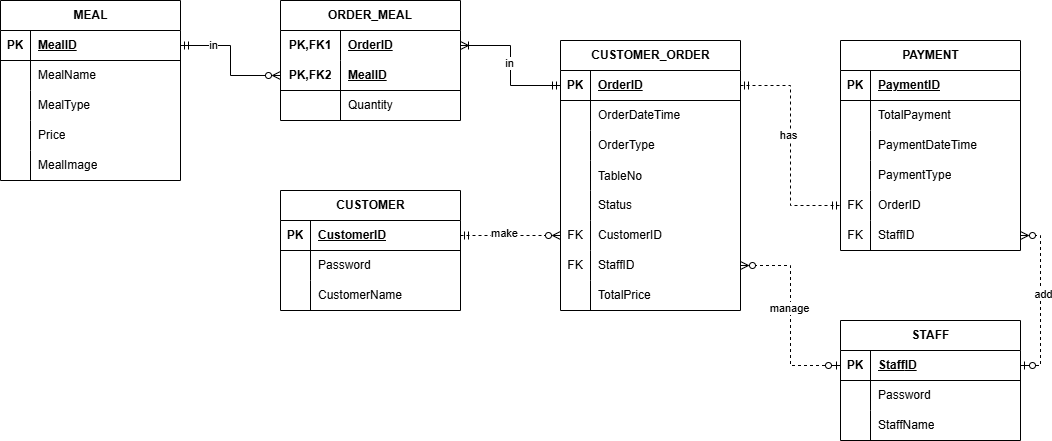 MEAL
PK MealID
MealName
MealType
Price
MealImage
in
ORDER_MEAL
PK,FK1 OrderID
PK,FK2 MealID
Quantity
in
CUSTOMER_ORDER
PK OrderID
OrderDateTime
OrderType
TableNo
Status
FK CustomerID
FK StaffID
TotalPrice
has
PAYMENT
PK PaymentID
TotalPayment
PaymentDateTime
PaymentType
FK OrderID
FK StaffID
CUSTOMER
PK CustomerID
Password
CustomerName
make
manage
add
STAFF
PK StaffID
Password
StaffName